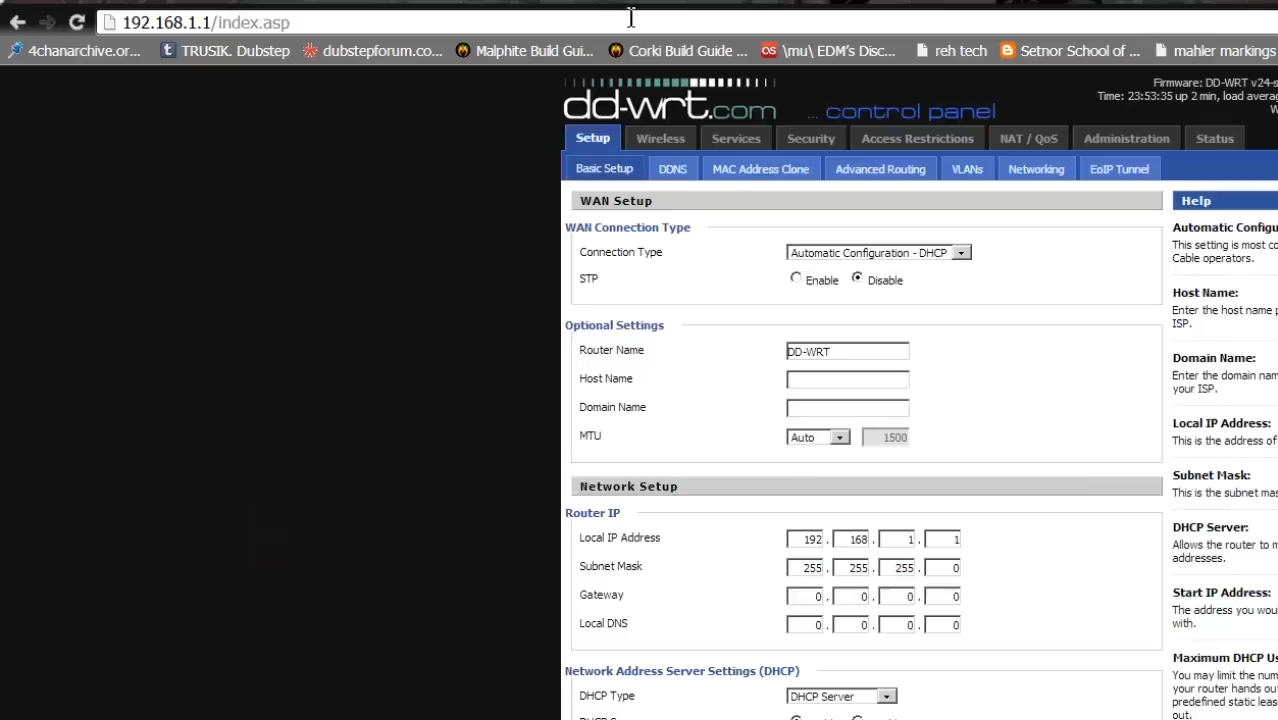 192.168.1.1/index.asp
4chanarchive.or... TRUSIK. Dubstep dubstepforum.co... Malphite Build Gui... Corki Build Guide ... \mu\ EDM's Disc... reh tech Setnor School of ... mahler markings
Firmware: DD-WRT v24-s
Time: 23:53:35 up 2 min, load averag
dd-wrt.com ... control panel
Setup Wireless Services Security Access Restrictions NAT / QoS Administration Status
Basic Setup DDNS MAC Address Clone Advanced Routing VLANs Networking EoIP Tunnel
WAN Setup
WAN Connection Type
Connection Type Automatic Configuration - DHCP
STP Enable Disable
Optional Settings
Router Name DD-WRT
Host Name
Domain Name
MTU Auto 1500
Network Setup
Router IP
Local IP Address 192 . 168 . 1 . 1
Subnet Mask 255 . 255 . 255 . 0
Gateway 0 . 0 . 0 . 0
Local DNS 0 . 0 . 0 . 0
Network Address Server Settings (DHCP)
DHCP Type DHCP Server
Help
Automatic Configu
This setting is most co
Cable operators.
Host Name:
Enter the host name p
ISP.
Domain Name:
Enter the domain nam
your ISP.
Local IP Address:
This is the address of
Subnet Mask:
This is the subnet mas
DHCP Server:
Allows the router to m
addresses.
Start IP Address:
The address you wou
with.
Maximum DHCP Us
You may limit the num
your router hands out
predefined static leas
out.